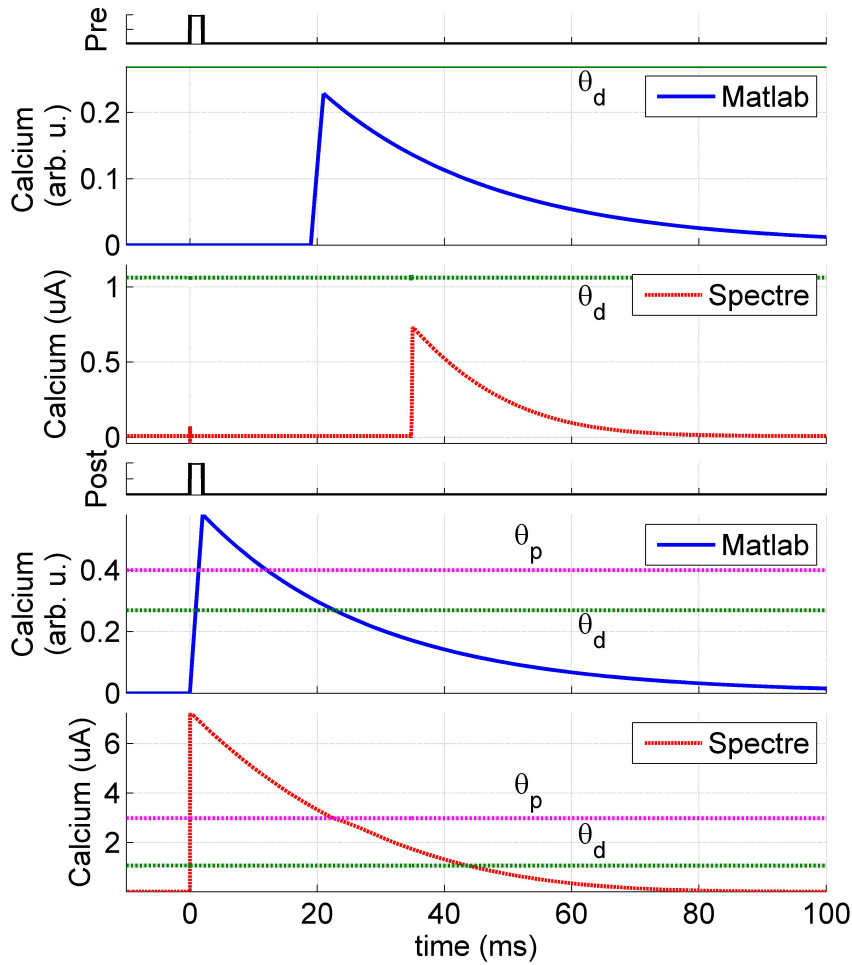 Pre
Calcium
(arb. u.)
0.2
0.1
0
θd
Matlab
Calcium (uA)
1
0.5
0
θd
Spectre
Post
Calcium
(arb. u.)
0.4
0.2
0
θp
θd
Matlab
Calcium (uA)
6
4
2
θp
θd
Spectre
0 20 40 60 80 100
time (ms)